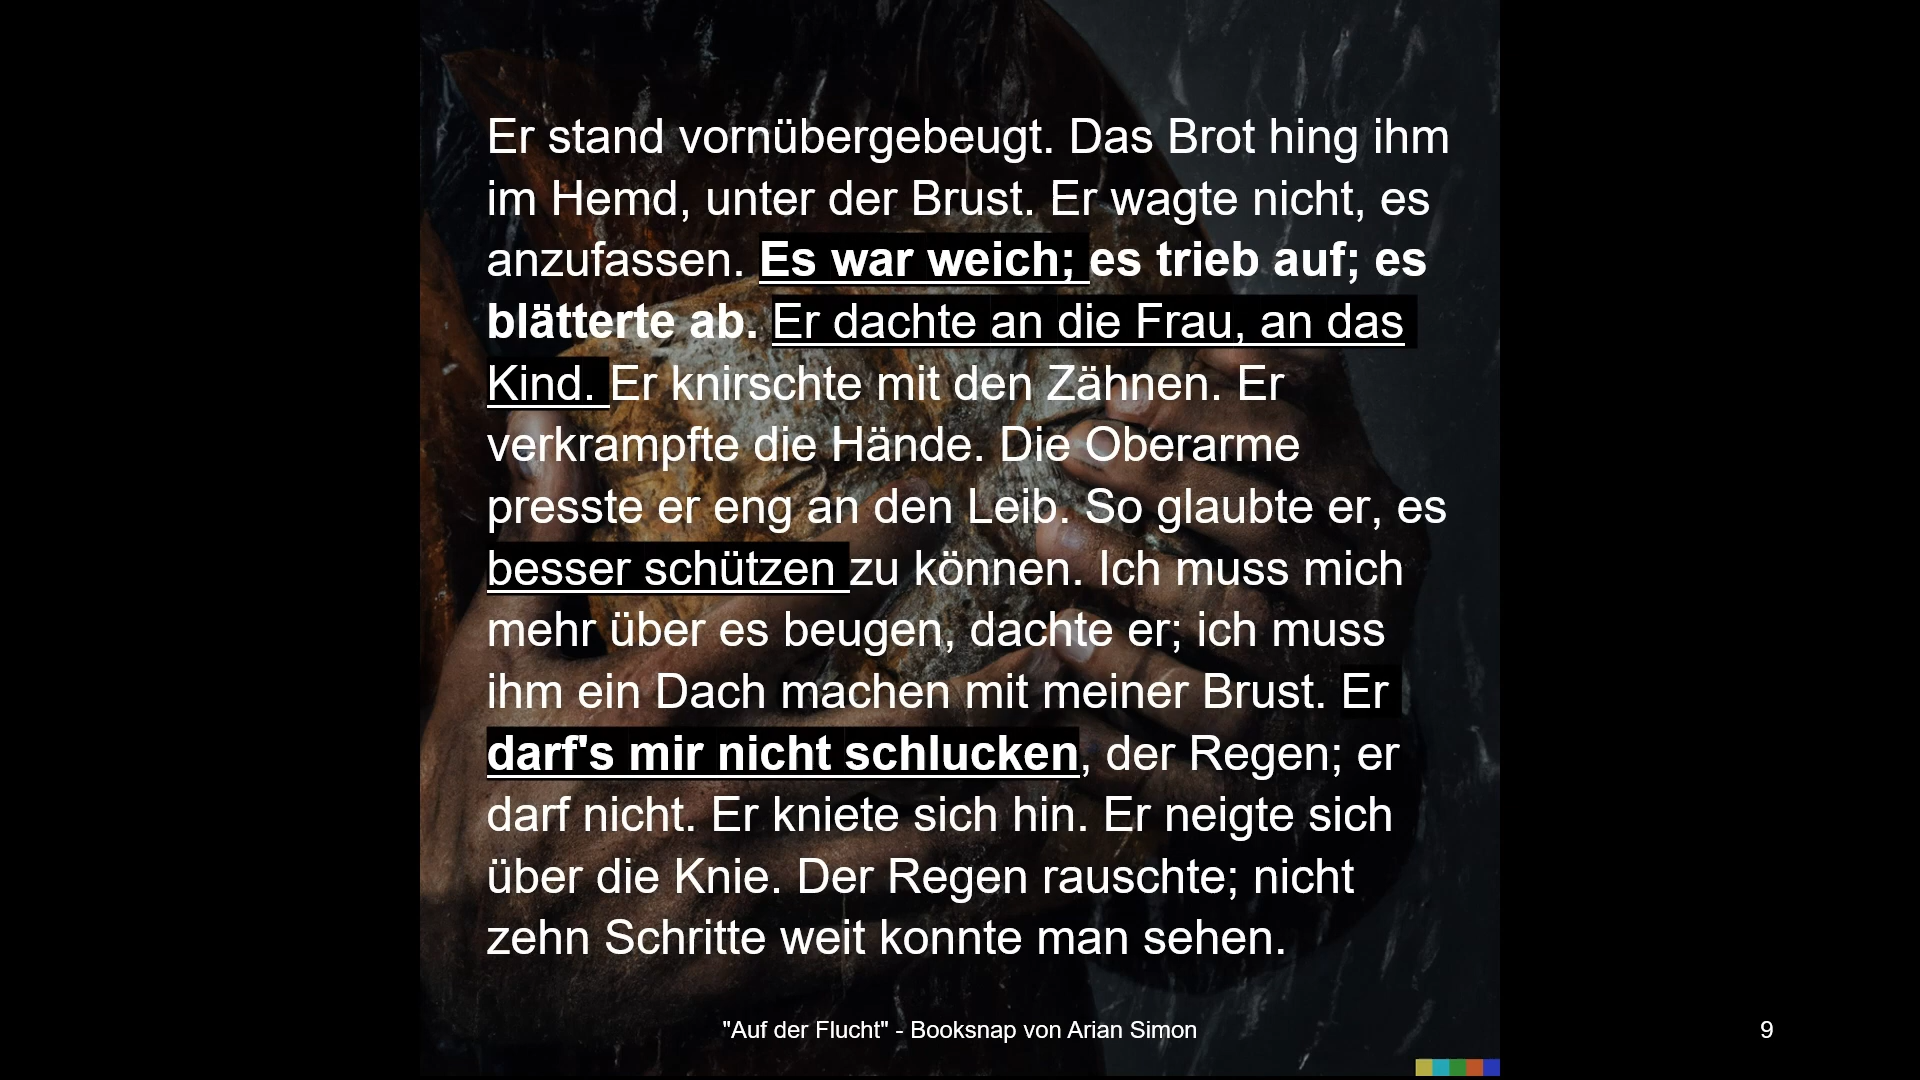 Er stand vornübergebeugt. Das Brot hing ihm
im Hemd, unter der Brust. Er wagte nicht, es
anzufassen. Es war weich; es trieb auf; es
blätterte ab. Er dachte an die Frau, an das
Kind. Er knirschte mit den Zähnen. Er
verkrampfte die Hände. Die Oberarme
presste er eng an den Leib. So glaubte er, es
besser schützen zu können. Ich muss mich
mehr über es beugen, dachte er; ich muss
ihm ein Dach machen mit meiner Brust. Er
darf's mir nicht schlucken, der Regen; er
darf nicht. Er kniete sich hin. Er neigte sich
über die Knie. Der Regen rauschte; nicht
zehn Schritte weit konnte man sehen.
"Auf der Flucht" - Booksnap von Arian Simon
9